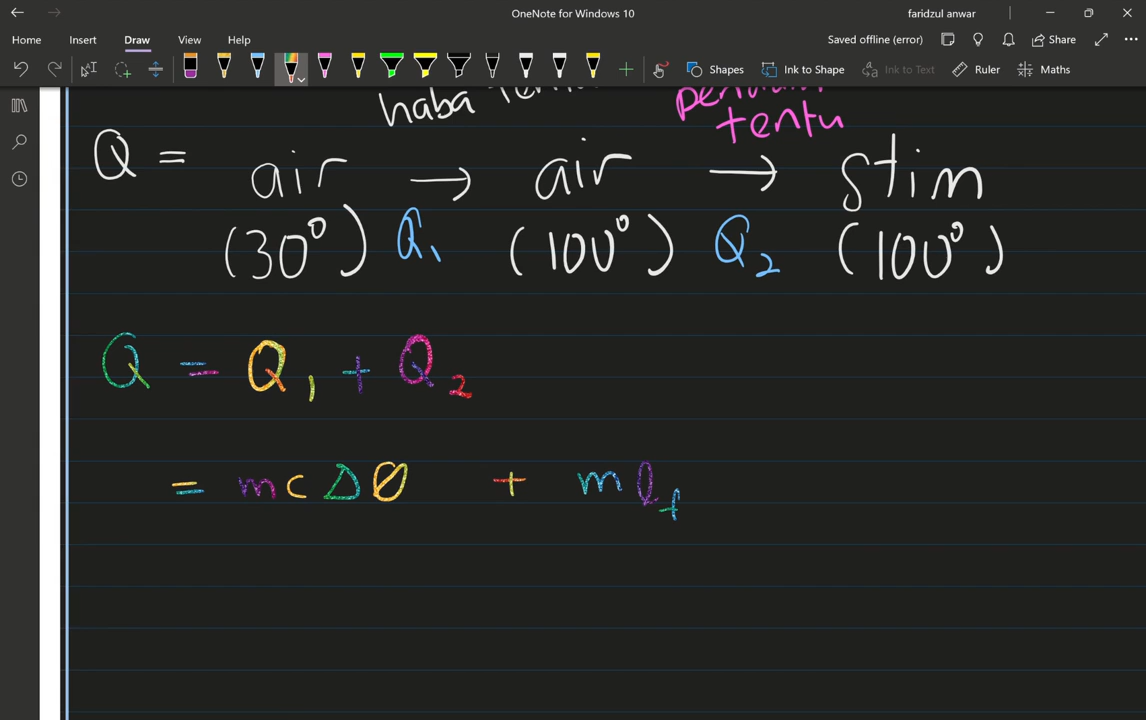 OneNote for Windows 10
faridzul anwar
Home Insert Draw View Help
Saved offline (error) Share
Shapes Ink to Shape Ink to Text Ruler Maths
haba
tentu
Q = air → air → stim
(30°) Q₁ (100°) Q₂ (100°)
Q = Q₁ + Q₂
= mcΔθ + mlf